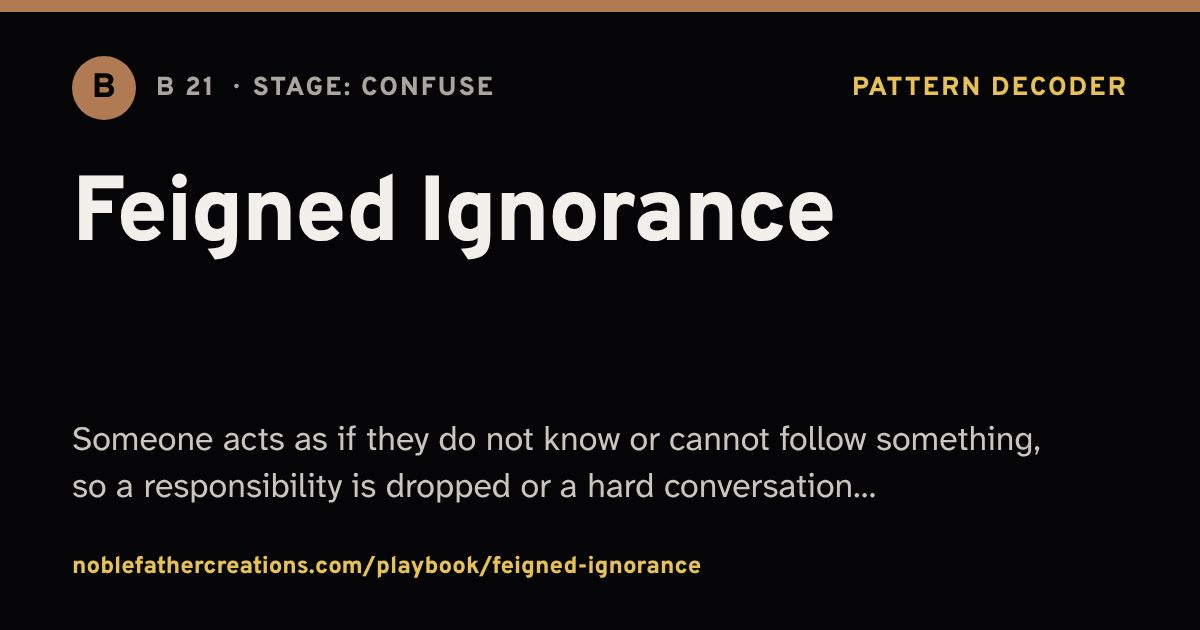 B
B 21 · STAGE: CONFUSE
PATTERN DECODER
Feigned Ignorance
Someone acts as if they do not know or cannot follow something,
so a responsibility is dropped or a hard conversation...
noblefathercreations.com/playbook/feigned-ignorance